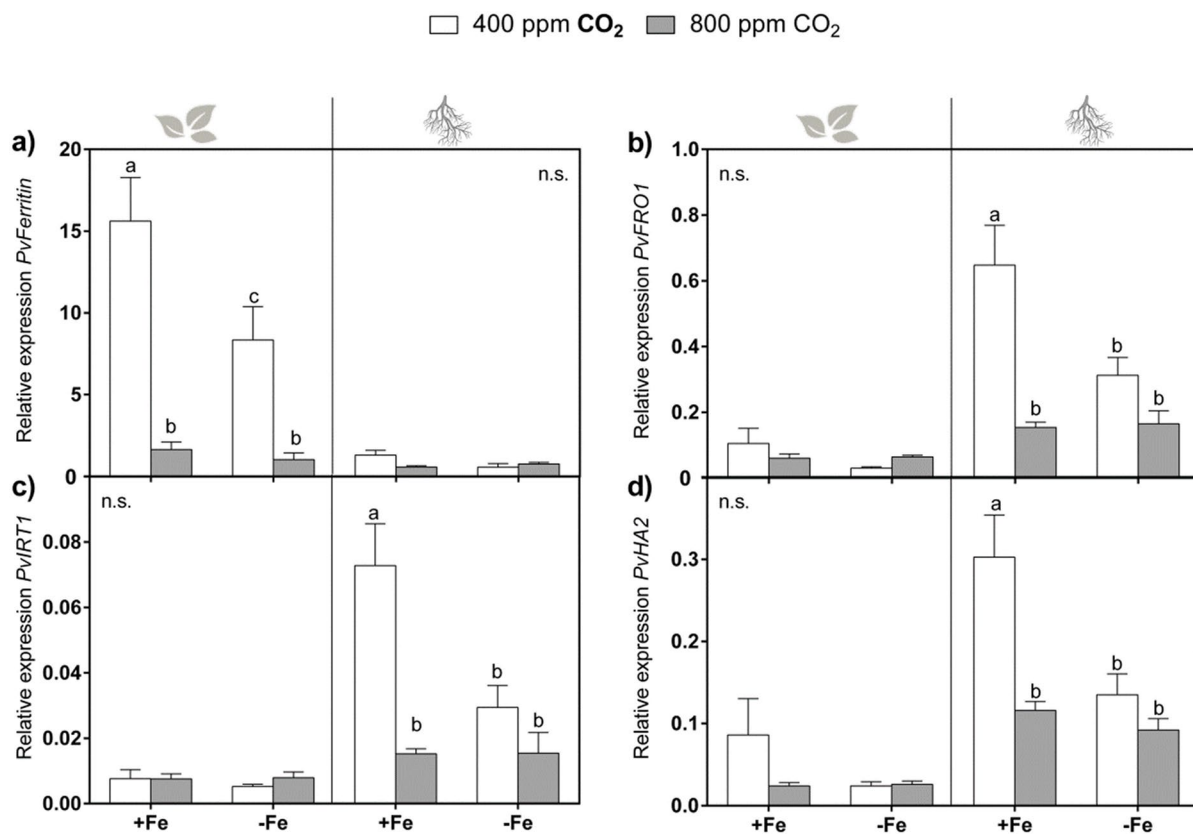 400 ppm CO₂ 800 ppm CO₂
a)
Relative expression PvFerritin
20
15
10
5
0
a
b
c
b
n.s.
b)
Relative expression PvFRO1
1.0
0.8
0.6
0.4
0.2
0
n.s.
a
b
b
b
c)
Relative expression PvIRT1
0.08
0.06
0.04
0.02
0.00
n.s.
a
b
b
b
+Fe -Fe +Fe -Fe
d)
Relative expression PvHA2
0.3
0.2
0.1
0.0
n.s.
a
b
b
b
+Fe -Fe +Fe -Fe